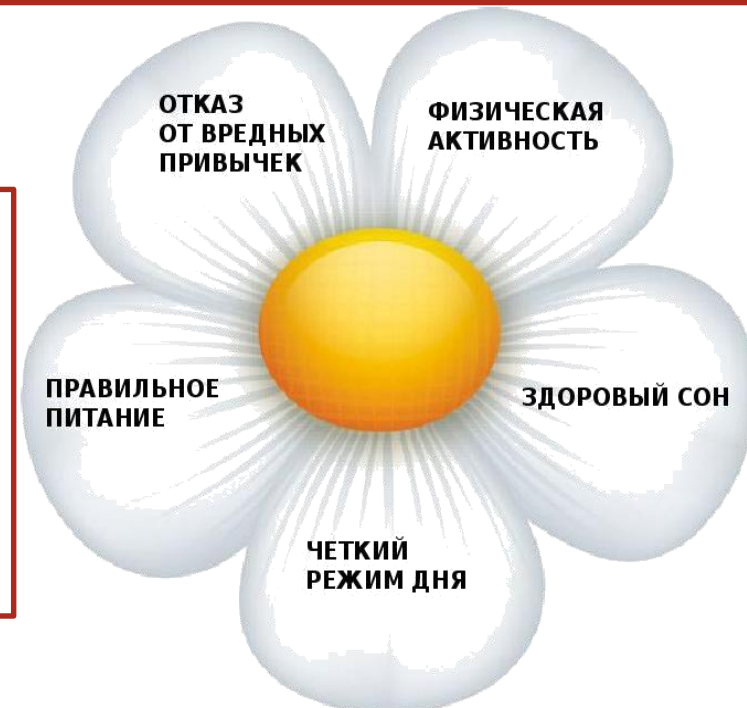 ОТКАЗ
ОТ ВРЕДНЫХ
ПРИВЫЧЕК
ФИЗИЧЕСКАЯ
АКТИВНОСТЬ
ПРАВИЛЬНОЕ
ПИТАНИЕ
ЗДОРОВЫЙ СОН
ЧЕТКИЙ
РЕЖИМ ДНЯ